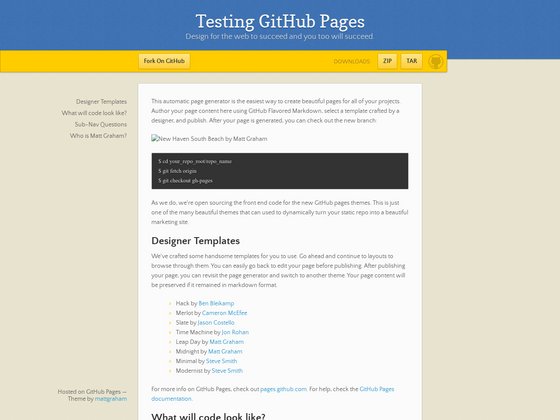 Testing GitHub Pages
Design for the web to succeed and you too will succeed.
Fork On GitHub
DOWNLOADS
ZIP
TAR
Designer Templates
What will code look like?
Sub-Nav Questions
Who is Matt Graham?
This automatic page generator is the easiest way to create beautiful pages for all of your projects.
Author your page content here using GitHub Flavored Markdown, select a template crafted by a
designer, and publish. After your page is generated, you can check out the new branch:
New Haven South Beach by Matt Graham
$ cd your_repo_root/repo_name
$ git fetch origin
$ git checkout gh-pages
As we do, we're open sourcing the front end code for the new GitHub pages themes. This is just
one of the many beautiful themes that can used to dynamically turn your static repo into a beautiful
marketing site.
Designer Templates
We've crafted some handsome templates for you to use. Go ahead and continue to layouts to
browse through them. You can easily go back to edit your page before publishing. After publishing
your page, you can revisit the page generator and switch to another theme. Your page content will
be preserved if it remained in markdown format.
Hack by Ben Bleikamp
Merlot by Cameron McEfee
Slate by Jason Costello
Time Machine by Jon Rohan
Leap Day by Matt Graham
Midnight by Matt Graham
Minimal by Steve Smith
Modernist by Steve Smith
For more info on GitHub Pages, check out pages.github.com. For help, check the GitHub Pages
documentation.
What will code look like?
Hosted on GitHub Pages —
Theme by mattgraham